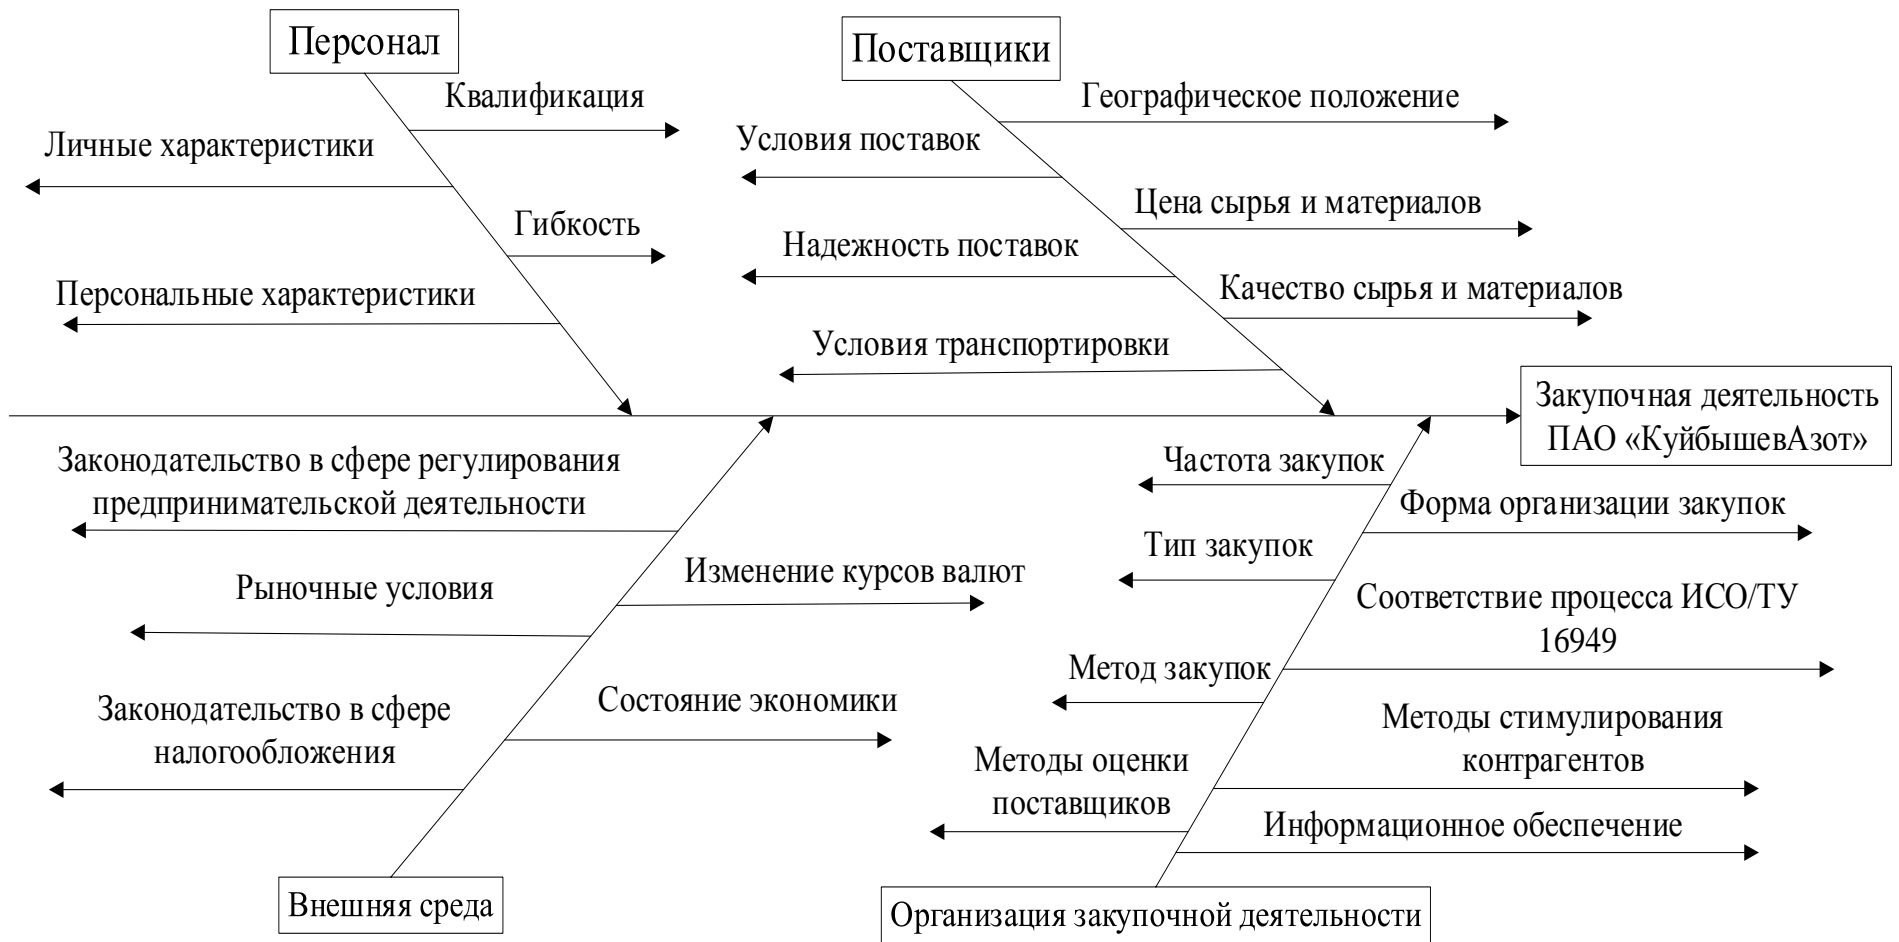 Персонал
Квалификация
Личные характеристики
Гибкость
Персональные характеристики
Поставщики
Географическое положение
Условия поставок
Цена сырья и материалов
Надежность поставок
Качество сырья и материалов
Условия транспортировки
Закупочная деятельность
ПАО «КуйбышевАзот»
Законодательство в сфере регулирования
предпринимательской деятельности
Изменение курсов валют
Рыночные условия
Состояние экономики
Законодательство в сфере
налогообложения
Внешняя среда
Частота закупок
Форма организации закупок
Тип закупок
Соответствие процесса ИСО/ТУ
16949
Метод закупок
Методы стимулирования
контрагентов
Методы оценки
поставщиков
Информационное обеспечение
Организация закупочной деятельности